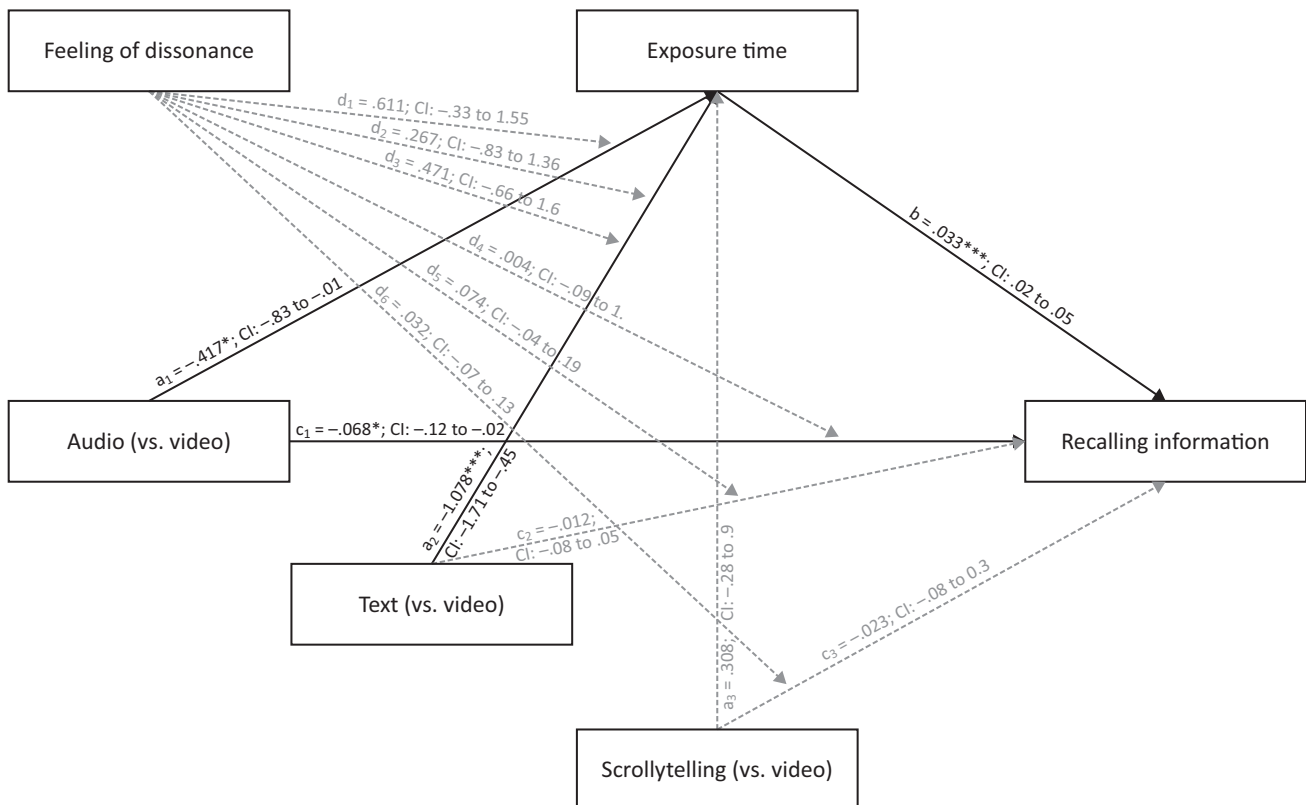 Feeling of dissonance
Exposure time
d₁ = .611; CI: –.33 to 1.55
d₂ = .267; CI: –.83 to 1.36
d₃ = .471; CI: –.66 to 1.6
d₄ = .004; CI: –.09 to 1.
d₅ = .074; CI: –.04 to .19
d₆ = .032; CI: –.07 to .13
b = .033***; CI: .02 to .05
a₁ = –.417*; CI: –.83 to –.01
Audio (vs. video)
c₁ = –.068*; CI: –.12 to –.02
Recalling information
a₂ = –1.078***;
CI: –1.71 to –.45
c₂ = –.012;
CI: –.08 to .05
Text (vs. video)
a₃ = .308; CI: –.28 to .9
c₃ = –.023; CI: –.08 to 0.3
Scrollytelling (vs. video)